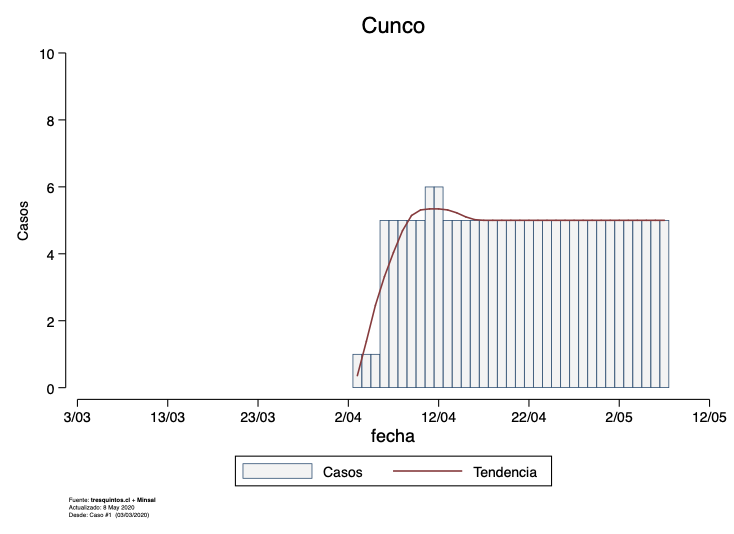 Cunco
10
8
6
4
2
0
Casos
3/03
13/03
23/03
2/04
12/04
22/04
2/05
12/05
fecha
Casos
Tendencia
Fuente: tresquintos.cl + Minsal
Actualizado: 8 May 2020
Desde: Caso #1 (03/03/2020)